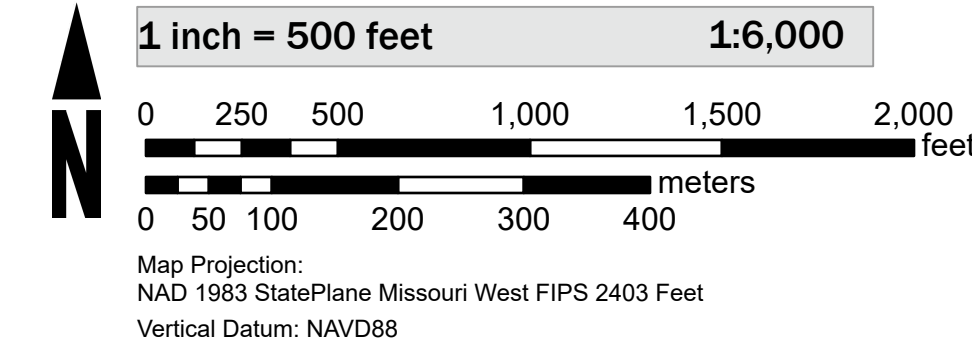 1 inch = 500 feet 1:6,000
0 250 500 1,000 1,500 2,000
feet
N
meters
0 50 100 200 300 400
Map Projection:
NAD 1983 StatePlane Missouri West FIPS 2403 Feet
Vertical Datum: NAVD88